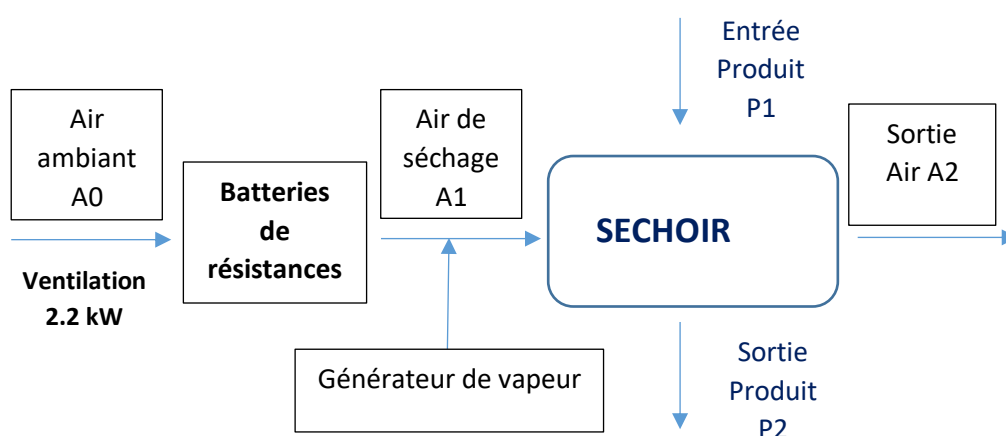 Entrée
Produit
P1
Air
ambiant
A0
Batteries
de
résistances
Air de
séchage
A1
SECHOIR
Sortie
Air A2
Ventilation
2.2 kW
Générateur de vapeur
Sortie
Produit
P2